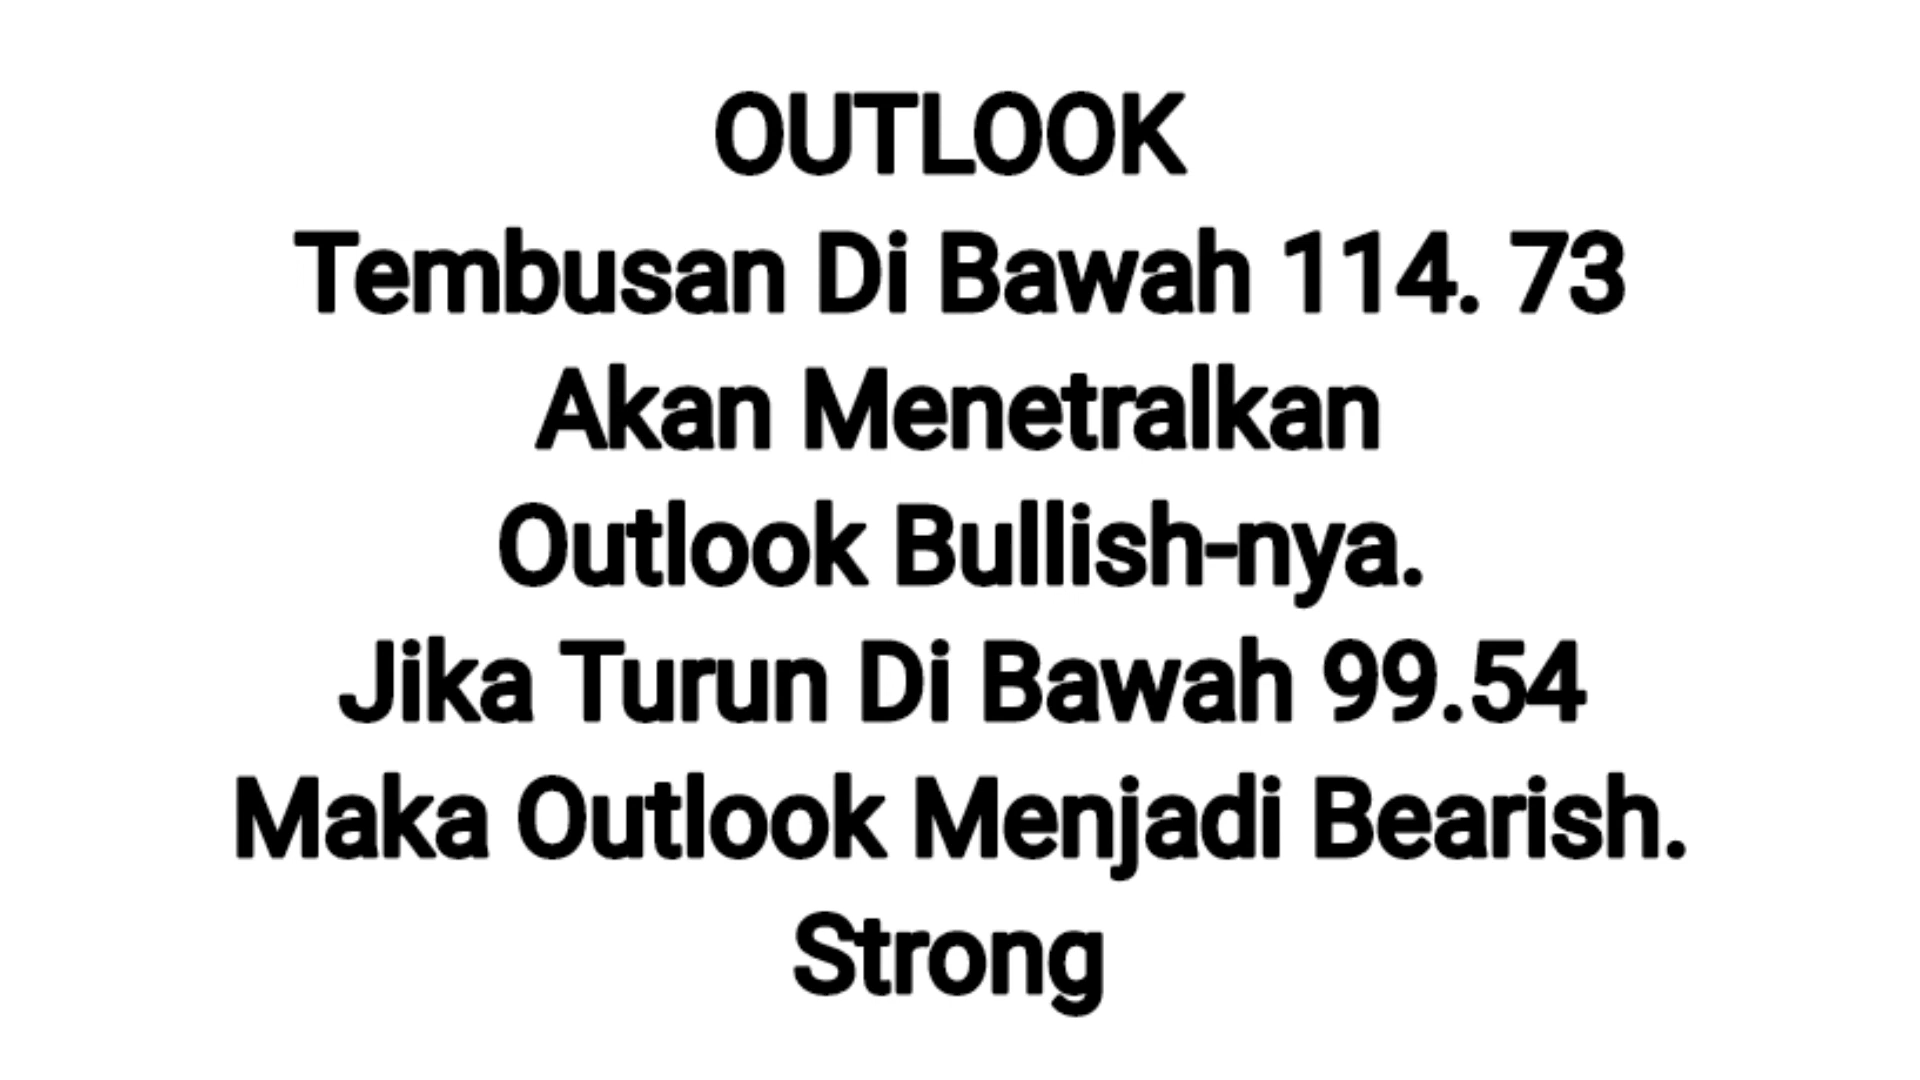 OUTLOOK
Tembusan Di Bawah 114. 73
Akan Menetralkan
Outlook Bullish-nya.
Jika Turun Di Bawah 99.54
Maka Outlook Menjadi Bearish.
Strong